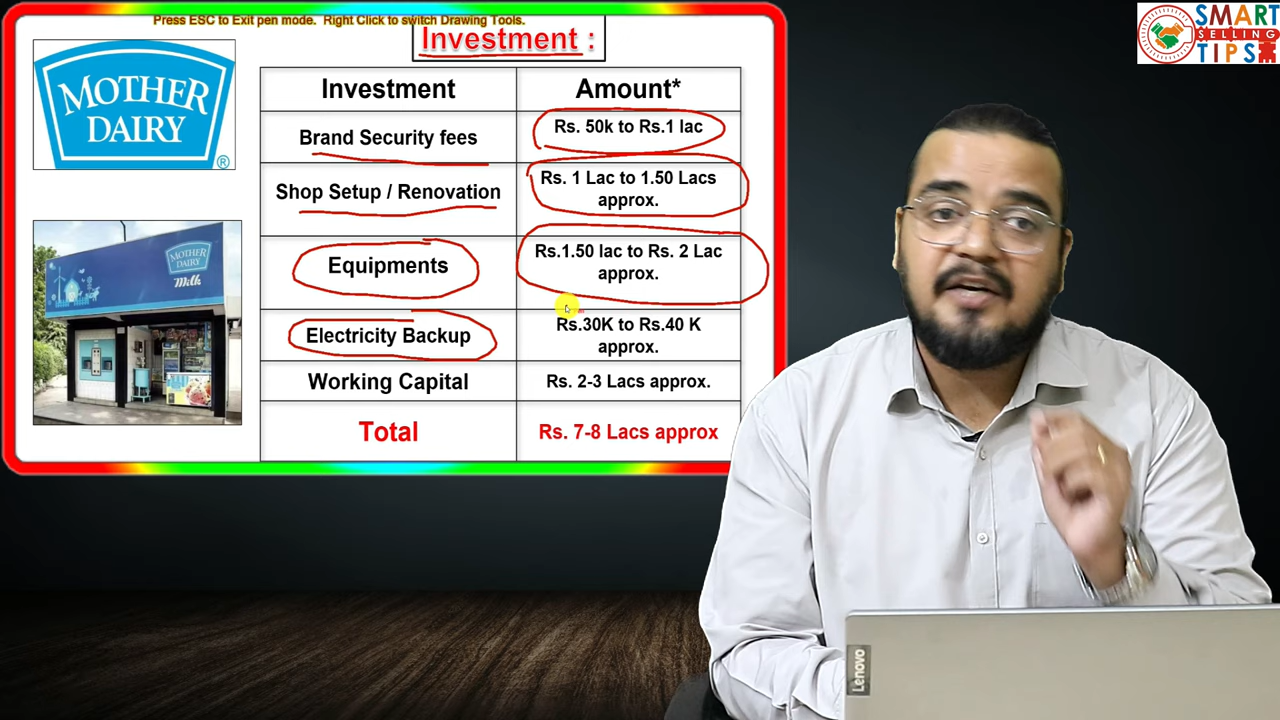 Press ESC to Exit pen mode. Right Click to switch Drawing Tools.
Investment :
MOTHER
DAIRY
®
Investment Amount*
Brand Security fees Rs. 50k to Rs.1 lac
Shop Setup / Renovation Rs. 1 Lac to 1.50 Lacs
approx.
Equipments Rs.1.50 lac to Rs. 2 Lac
approx.
Electricity Backup Rs.30K to Rs.40 K
approx.
Working Capital Rs. 2-3 Lacs approx.
Total Rs. 7-8 Lacs approx
MOTHER
DAIRY
Milk
SMART
SELLING
TIPS
Lenovo